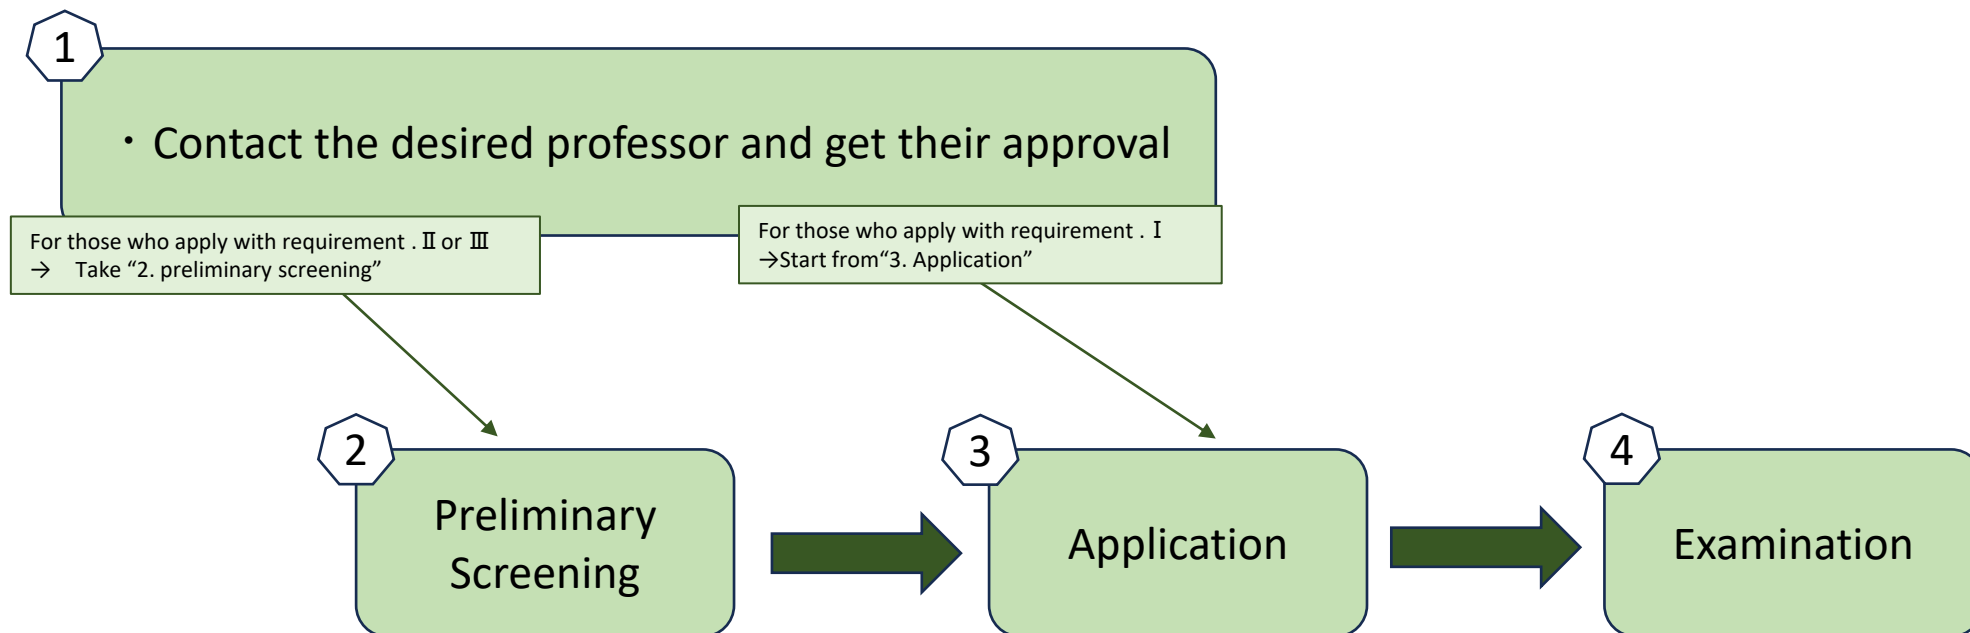 1
・Contact the desired professor and get their approval
For those who apply with requirement . Ⅱ or Ⅲ
→ Take “2. preliminary screening”
For those who apply with requirement . Ⅰ
→Start from“3. Application”
2
Preliminary
Screening
3
Application
4
Examination